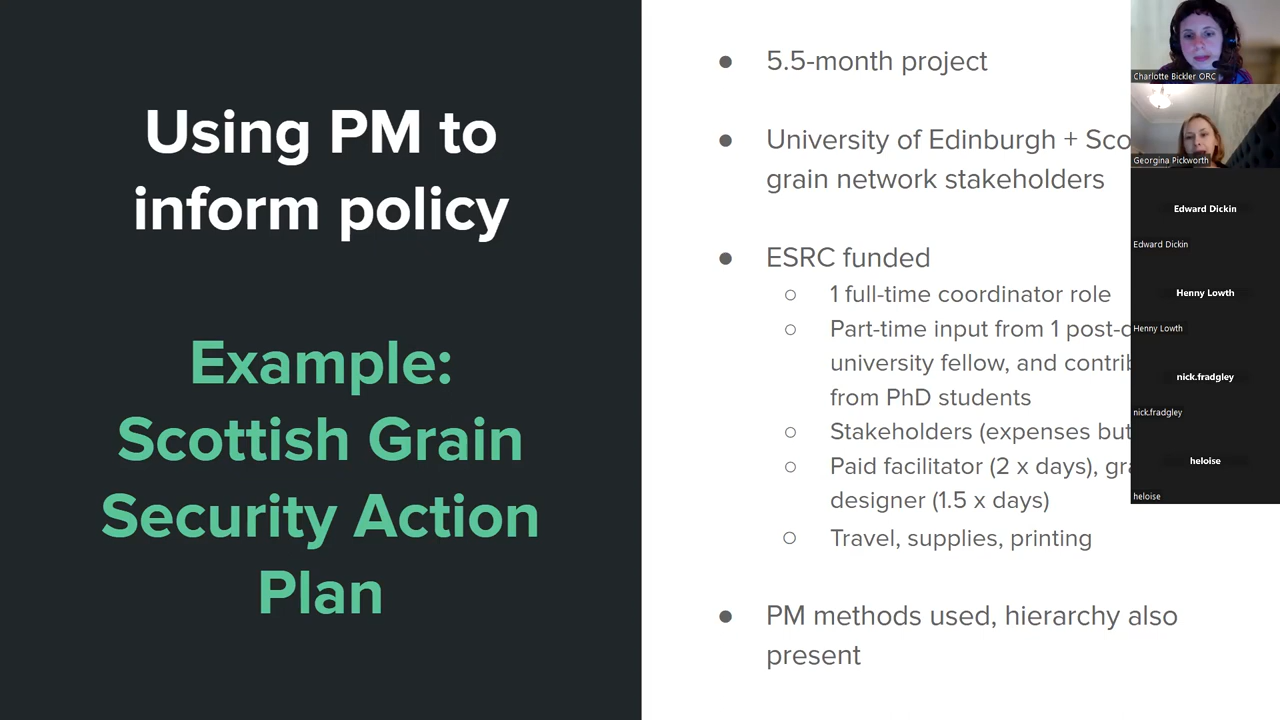 Using PM to
inform policy
Example:
Scottish Grain
Security Action
Plan
● 5.5-month project
● University of Edinburgh + Sco
grain network stakeholders
● ESRC funded
○ 1 full-time coordinator role
○ Part-time input from 1 post-d
university fellow, and contrib
from PhD students
○ Stakeholders (expenses but
○ Paid facilitator (2 x days), gra
designer (1.5 x days)
○ Travel, supplies, printing
● PM methods used, hierarchy also
present
Charlotte Bickler ORC
Georgina Pickworth
Edward Dickin
Edward Dickin
Henny Lowth
Henny Lowth
nick.fradgley
nick.fradgley
heloise
heloise